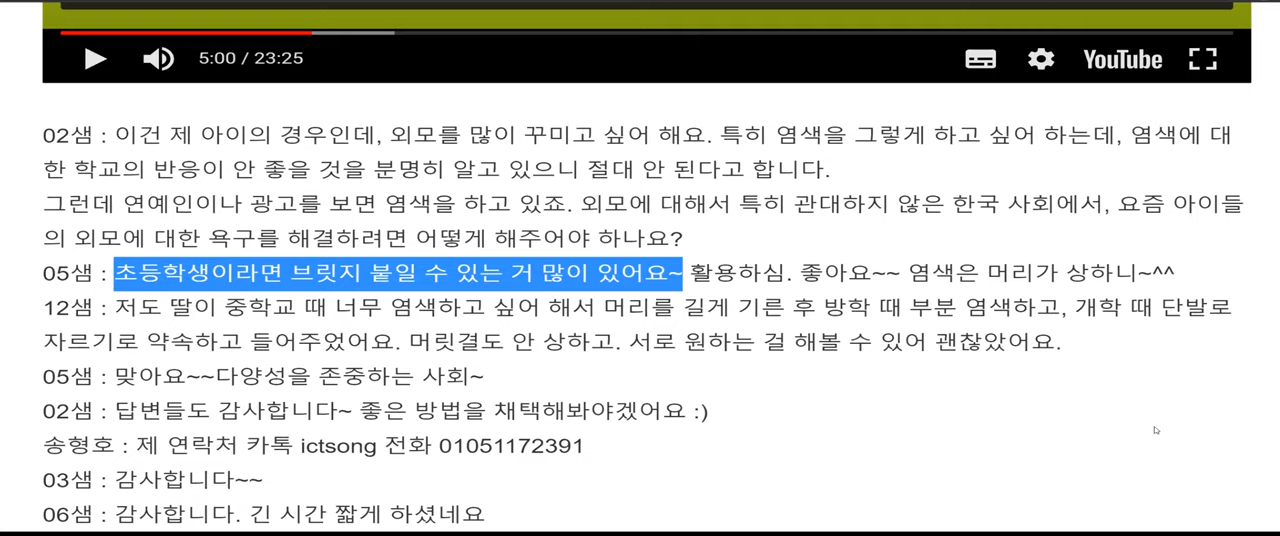 5:00 / 23:25
YouTube
02샘 : 이건 제 아이의 경우인데, 외모를 많이 꾸미고 싶어 해요. 특히 염색을 그렇게 하고 싶어 하는데, 염색에 대
한 학교의 반응이 안 좋을 것을 분명히 알고 있으니 절대 안 된다고 합니다.
그런데 연예인이나 광고를 보면 염색을 하고 있죠. 외모에 대해서 특히 관대하지 않은 한국 사회에서, 요즘 아이들
의 외모에 대한 욕구를 해결하려면 어떻게 해주어야 하나요?
05샘 : 초등학생이라면 브릿지 붙일 수 있는 거 많이 있어요~ 활용하심. 좋아요~~ 염색은 머리가 상하니~^^
12샘 : 저도 딸이 중학교 때 너무 염색하고 싶어 해서 머리를 길게 기른 후 방학 때 부분 염색하고, 개학 때 단발로
자르기로 약속하고 들어주었어요. 머릿결도 안 상하고. 서로 원하는 걸 해볼 수 있어 괜찮았어요.
05샘 : 맞아요~~다양성을 존중하는 사회~
02샘 : 답변들도 감사합니다~ 좋은 방법을 채택해봐야겠어요 :)
송형호 : 제 연락처 카톡 ictsong 전화 01051172391
03샘 : 감사합니다~~
06샘 : 감사합니다. 긴 시간 짧게 하셨네요